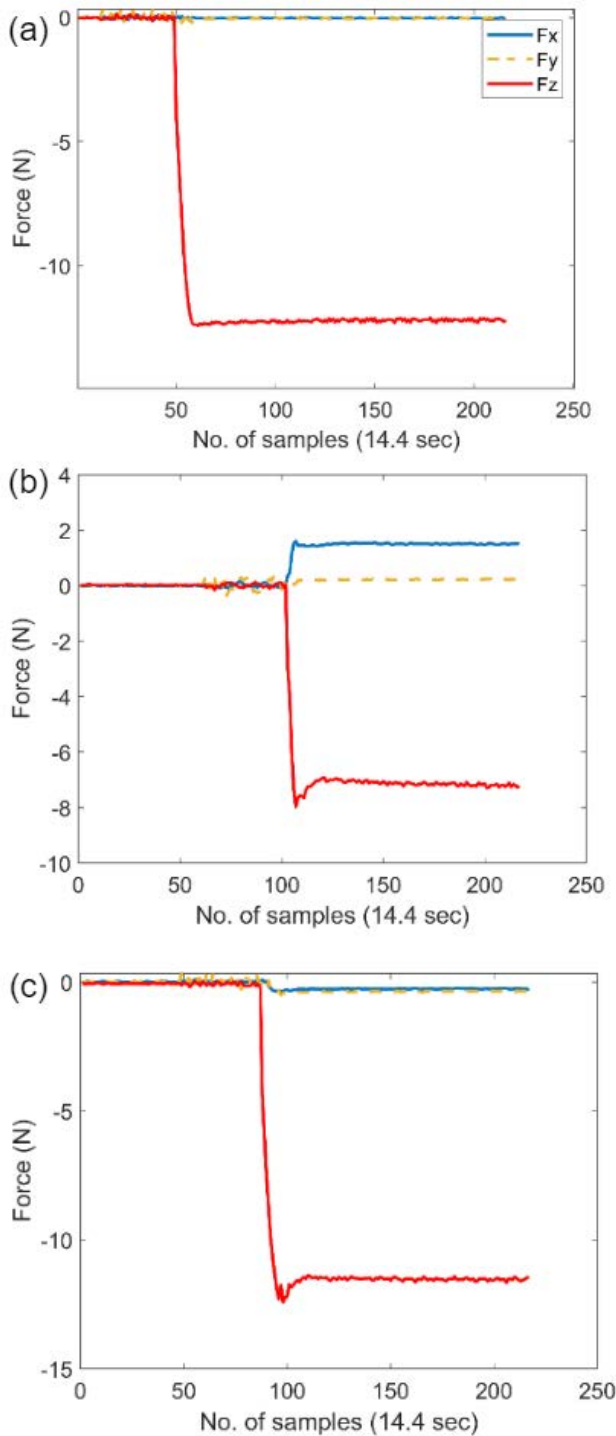 (a)
0
-5
-10
Force (N)
Fx
Fy
Fz
50 100 150 200 250
No. of samples (14.4 sec)
(b)
4
2
0
-2
-4
-6
-8
-10
Force (N)
0 50 100 150 200 250
No. of samples (14.4 sec)
(c)
0
-5
-10
-15
Force (N)
0 50 100 150 200 250
No. of samples (14.4 sec)